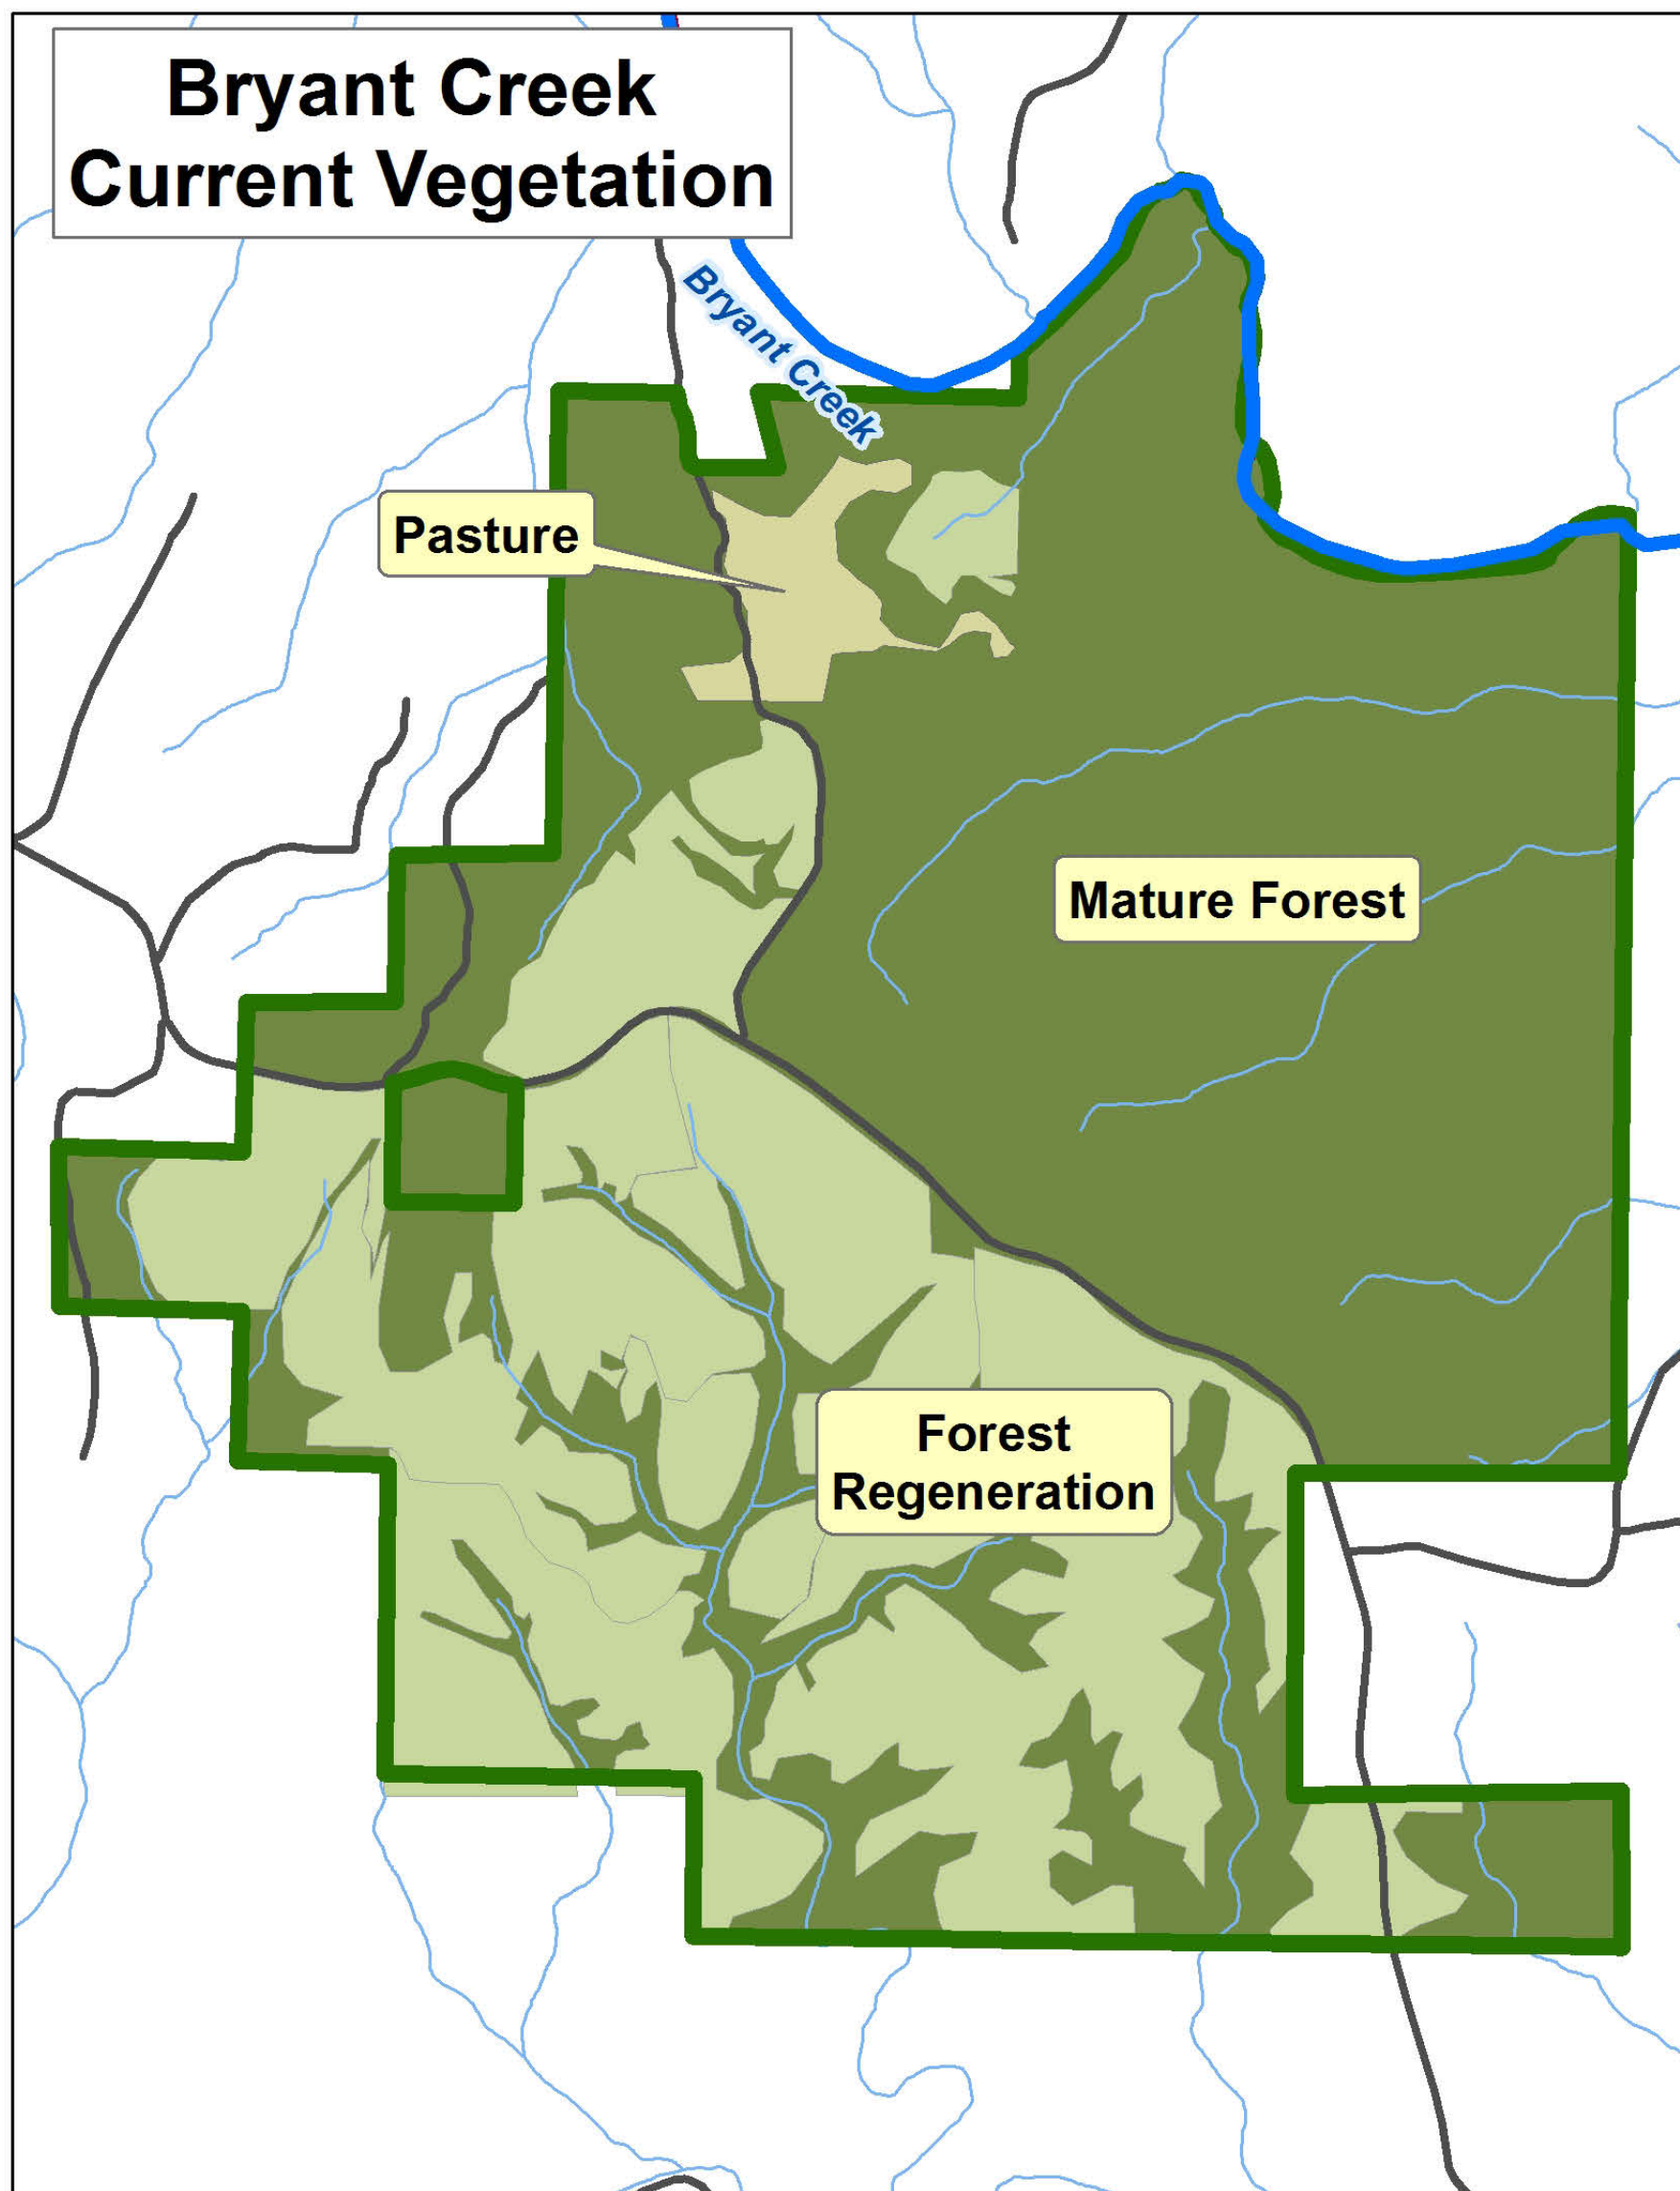 Bryant Creek
Current Vegetation
Bryant Creek
Pasture
Mature Forest
Forest
Regeneration